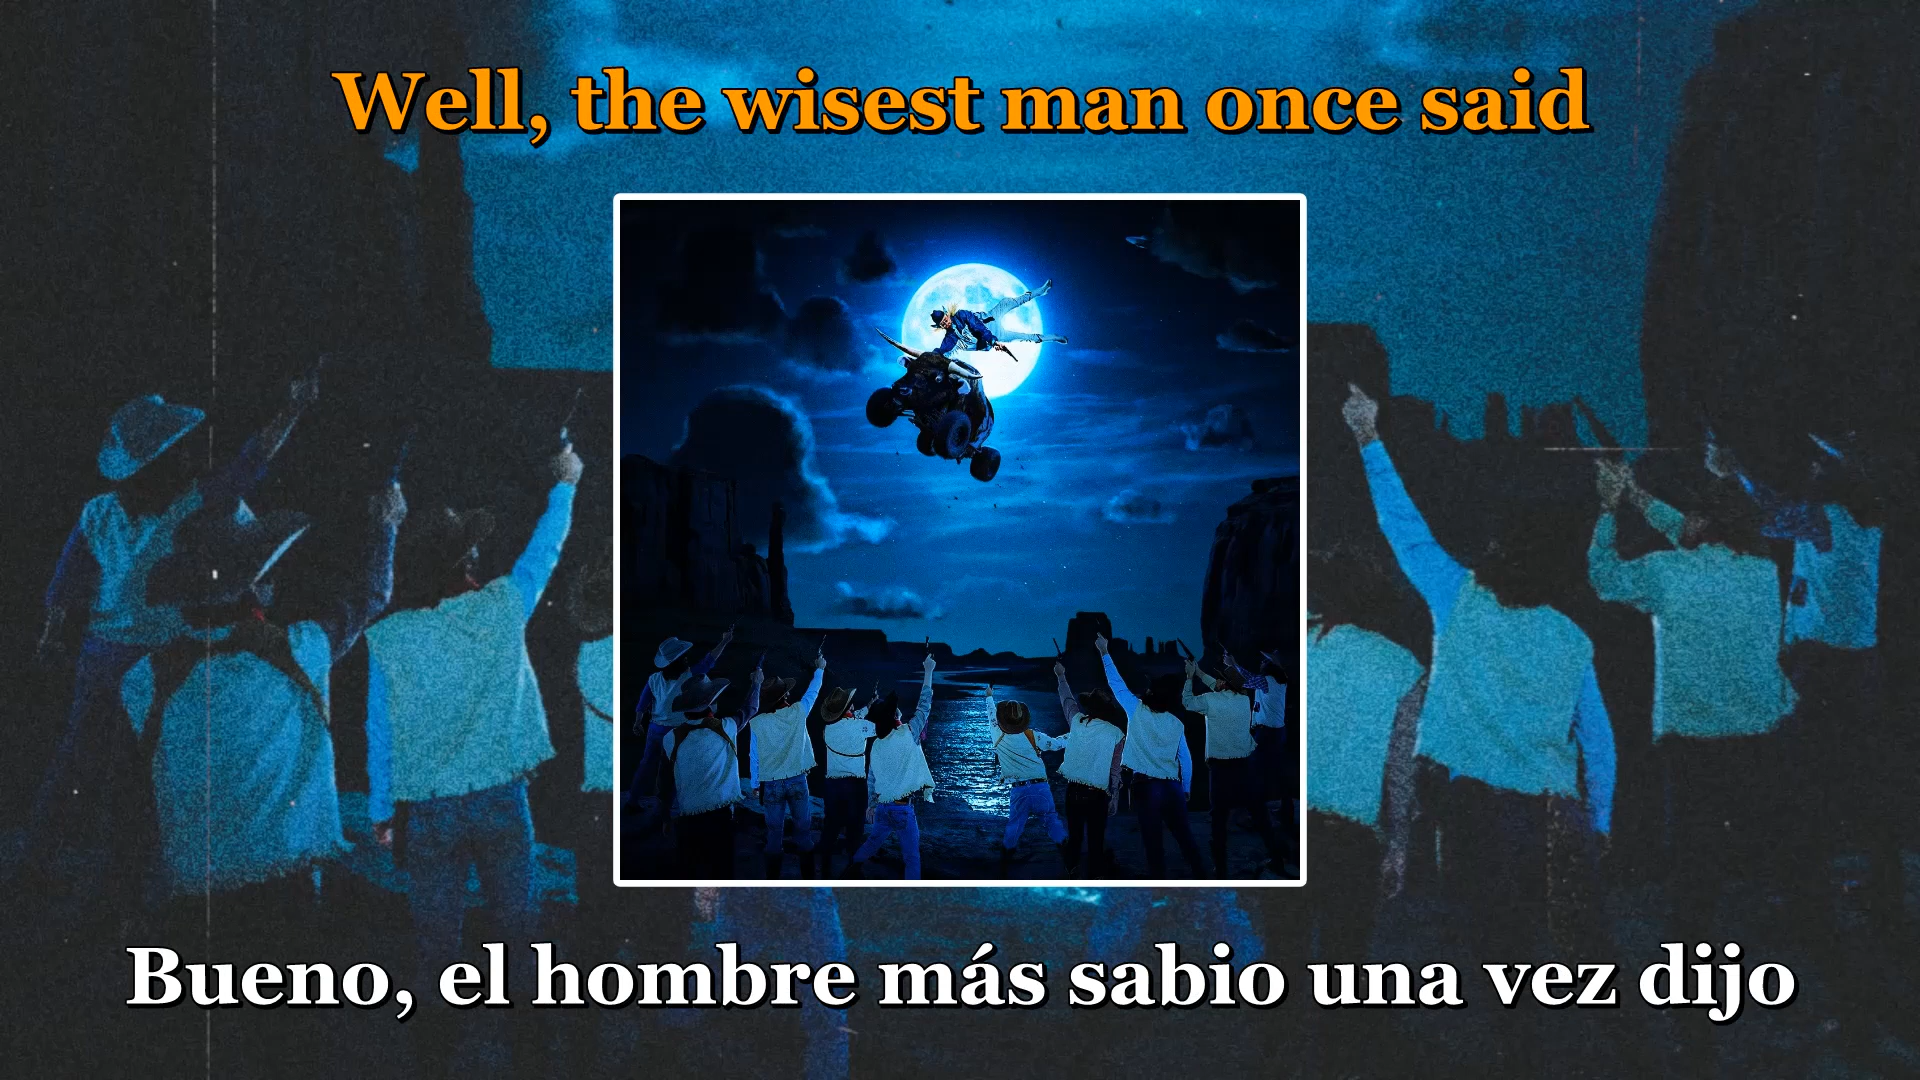 Well, the wisest man once said
Bueno, el hombre más sabio una vez dijo